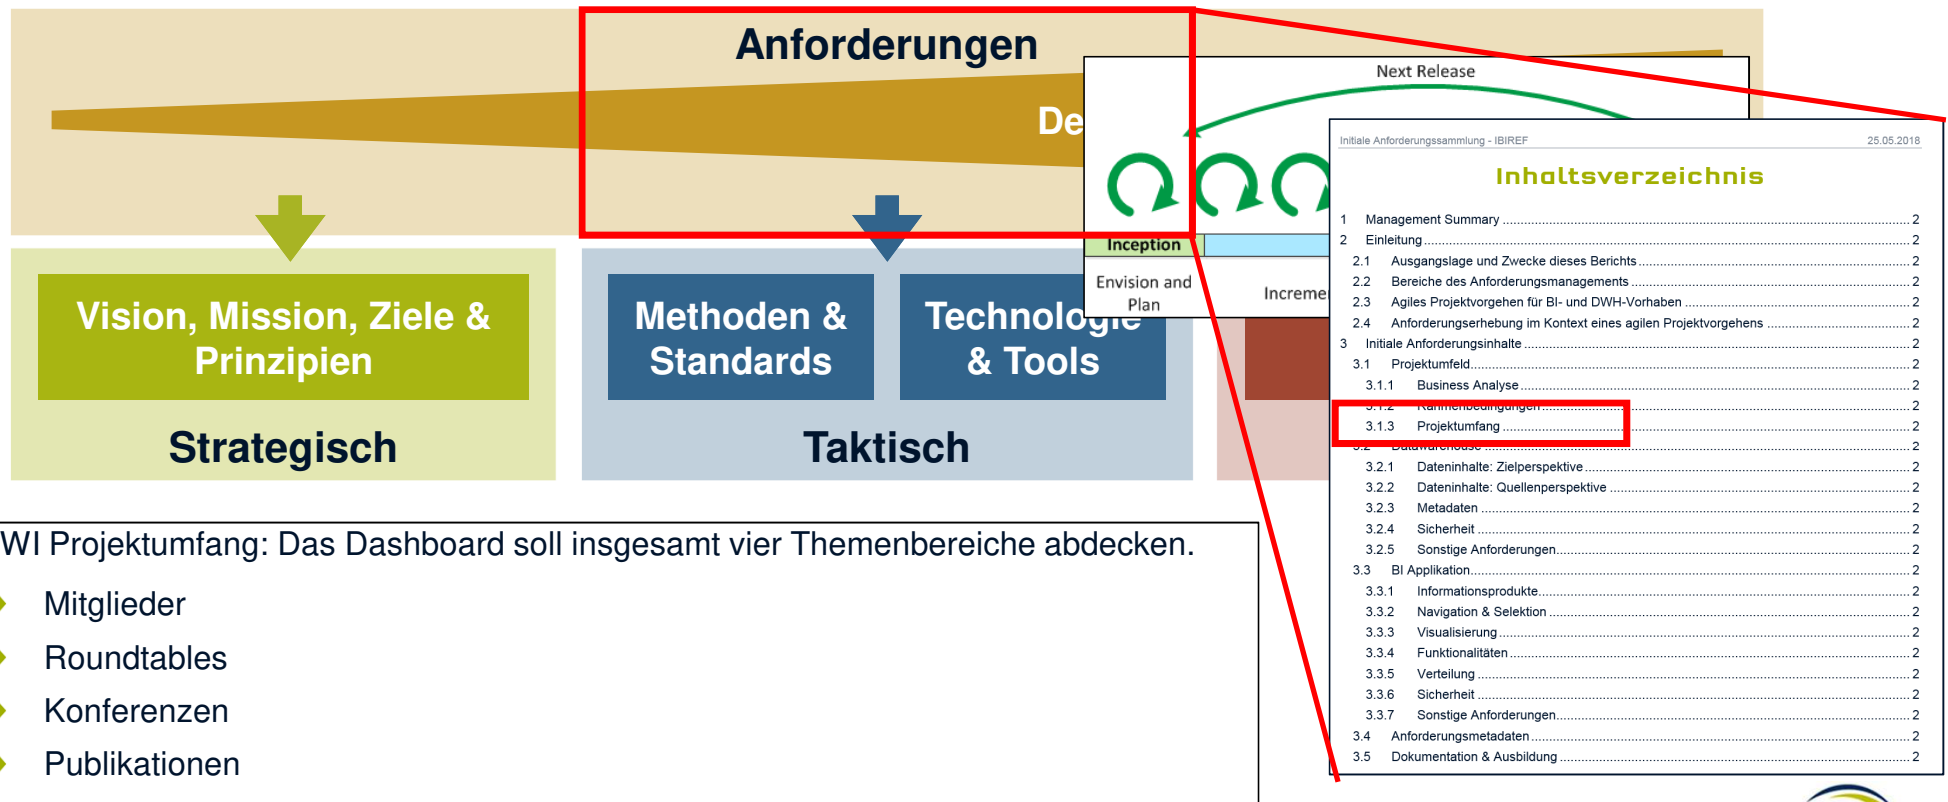 Anforderungen
De
Next Release
Inception
Envision and
Plan
Increme
Vision, Mission, Ziele &
Prinzipien
Strategisch
Methoden &
Standards
Technologie
& Tools
Taktisch
Initiale Anforderungssammlung - IBIREF 25.05.2018
Inhaltsverzeichnis
1 Management Summary 2
2 Einleitung 2
2.1 Ausgangslage und Zwecke dieses Berichts 2
2.2 Bereiche des Anforderungsmanagements 2
2.3 Agiles Projektvorgehen für BI- und DWH-Vorhaben 2
2.4 Anforderungserhebung im Kontext eines agilen Projektvorgehens 2
3 Initiale Anforderungsinhalte 2
3.1 Projektumfeld 2
3.1.1 Business Analyse 2
3.1.2 Rahmenbedingungen 2
3.1.3 Projektumfang 2
3.2 Datawarehouse 2
3.2.1 Dateninhalte: Zielperspektive 2
3.2.2 Dateninhalte: Quellenperspektive 2
3.2.3 Metadaten 2
3.2.4 Sicherheit 2
3.2.5 Sonstige Anforderungen 2
3.3 BI Applikation 2
3.3.1 Informationsprodukte 2
3.3.2 Navigation & Selektion 2
3.3.3 Visualisierung 2
3.3.4 Funktionalitäten 2
3.3.5 Verteilung 2
3.3.6 Sicherheit 2
3.3.7 Sonstige Anforderungen 2
3.4 Anforderungsmetadaten 2
3.5 Dokumentation & Ausbildung 2
WI Projektumfang: Das Dashboard soll insgesamt vier Themenbereiche abdecken.
Mitglieder
Roundtables
Konferenzen
Publikationen